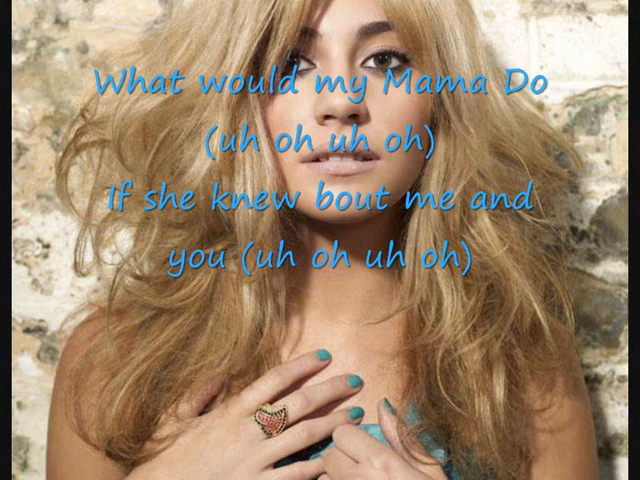 What would my Mama Do
(uh oh uh oh)
If she knew bout me and
you (uh oh uh oh)